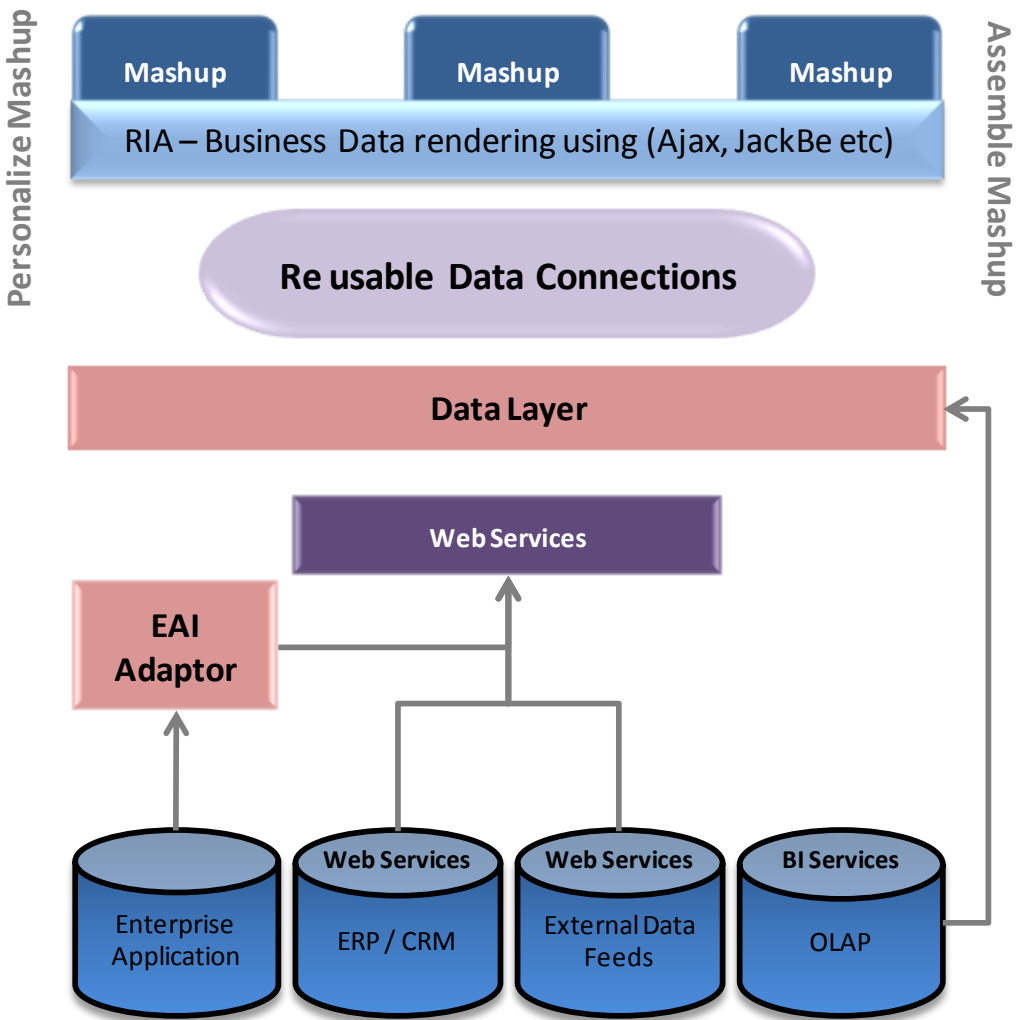 Personalize Mashup
Assemble Mashup
Mashup
Mashup
Mashup
RIA – Business Data rendering using (Ajax, JackBe etc)
Re usable Data Connections
Data Layer
Web Services
EAI
Adaptor
Web Services
Web Services
BI Services
Enterprise
Application
ERP / CRM
External Data
Feeds
OLAP